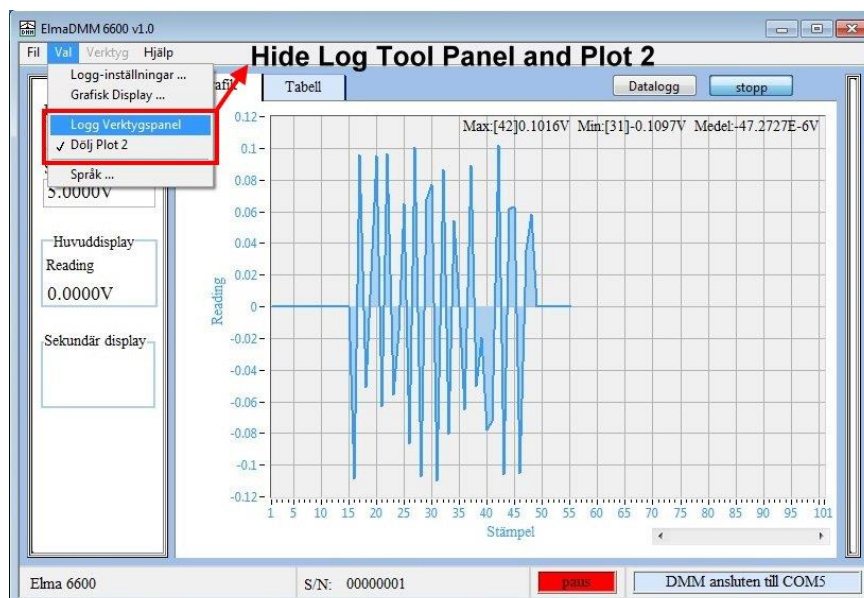 ElmaDMM 6600 v1.0
Fil Val Verktyg Hjälp
Hide Log Tool Panel and Plot 2
Logg-inställningar ...
Grafisk Display ...
Logg Verktygspanel
✓ Dölj Plot 2
Språk ...
afik Tabell Datalogg stopp
Max:[42]0.1016V Min:[31]-0.1097V Medel:-47.2727E-6V
5.0000V
Huvuddisplay
Reading
0.0000V
Sekundär display
Reading
0.12
0.08
0.06
0.04
0.02
0
-0.02
-0.04
-0.06
-0.08
-0.1
-0.12
1 5 10 15 20 25 30 35 40 45 50 55 60 65 70 75 80 85 90 95 101
Stämpel
Elma 6600 S/N: 00000001 paus DMM ansluten till COM5